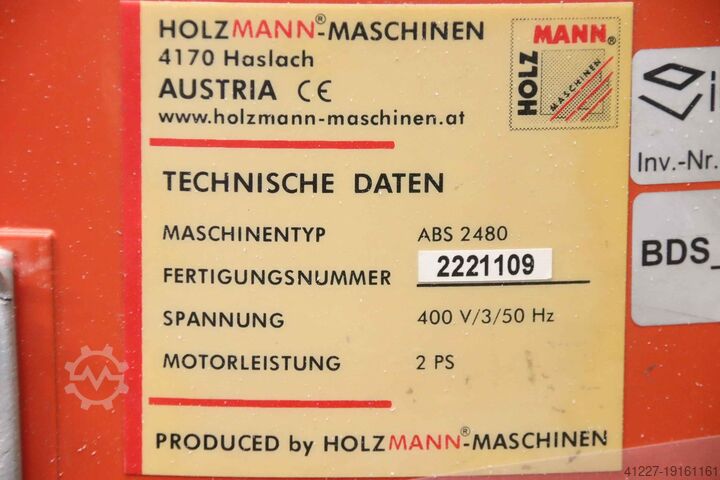 HOLZMANN®-MASCHINEN
4170 Haslach
AUSTRIA CE
www.holzmann-maschinen.at
HOLZ
MANN®
MASCHINEN
TECHNISCHE DATEN
MASCHINENTYP ABS 2480
FERTIGUNGSNUMMER 2221109
SPANNUNG 400 V/3/50 Hz
MOTORLEISTUNG 2 PS
PRODUCED by HOLZMANN®-MASCHINEN
Inv.-Nr.
BDS_
41227-19161161